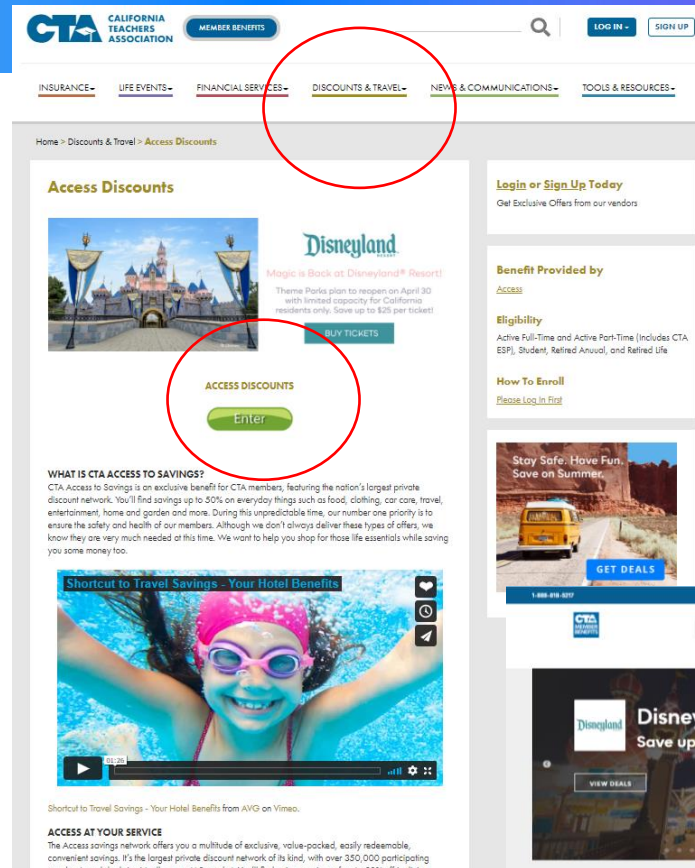 CTA CALIFORNIA
TEACHERS
ASSOCIATION
MEMBER BENEFITS
LOG IN
SIGN UP
INSURANCE
LIFE EVENTS
FINANCIAL SERVICES
DISCOUNTS & TRAVEL
NEWS & COMMUNICATIONS
TOOLS & RESOURCES
Home > Discounts & Travel > Access Discounts
Access Discounts
Disneyland
RESORT
Magic is Back at Disneyland® Resort!
Theme Parks plan to reopen on April 30
with limited capacity for California
residents only. Save up to $25 per ticket!
BUY TICKETS
ACCESS DISCOUNTS
Enter
WHAT IS CTA ACCESS TO SAVINGS?
CTA Access to Savings is an exclusive benefit for CTA members, featuring the nation's largest private
discount network. You'll find savings up to 50% on everyday things such as food, clothing, car care, travel,
entertainment, home and garden and more. During this unpredictable time, our number one priority is to
ensure the safety and health of our members. Although we don't always deliver these types of offers, we
know they are very much needed at this time. We want to help you shop for those life essentials while saving
you some money too.
Shortcut to Travel Savings - Your Hotel Benefits
01:26
Shortcut to Travel Savings - Your Hotel Benefits from AVG on Vimeo.
ACCESS AT YOUR SERVICE
The Access savings network offers you a multitude of exclusive, value-packed, easily redeemable,
convenient savings. It's the largest private discount network of its kind, with over 350,000 participating
Login or Sign Up Today
Get Exclusive Offers from our vendors
Benefit Provided by
Access
Eligibility
Active Full-Time and Active Part-Time (Includes CTA
ESP), Student, Retired Anuual, and Retired Life
How To Enroll
Please Log In First
Stay Safe. Have Fun.
Save on Summer.
GET DEALS
1-888-818-5217
CTA
MEMBER
BENEFITS
Disneyland
Disney
Save up
VIEW DEALS